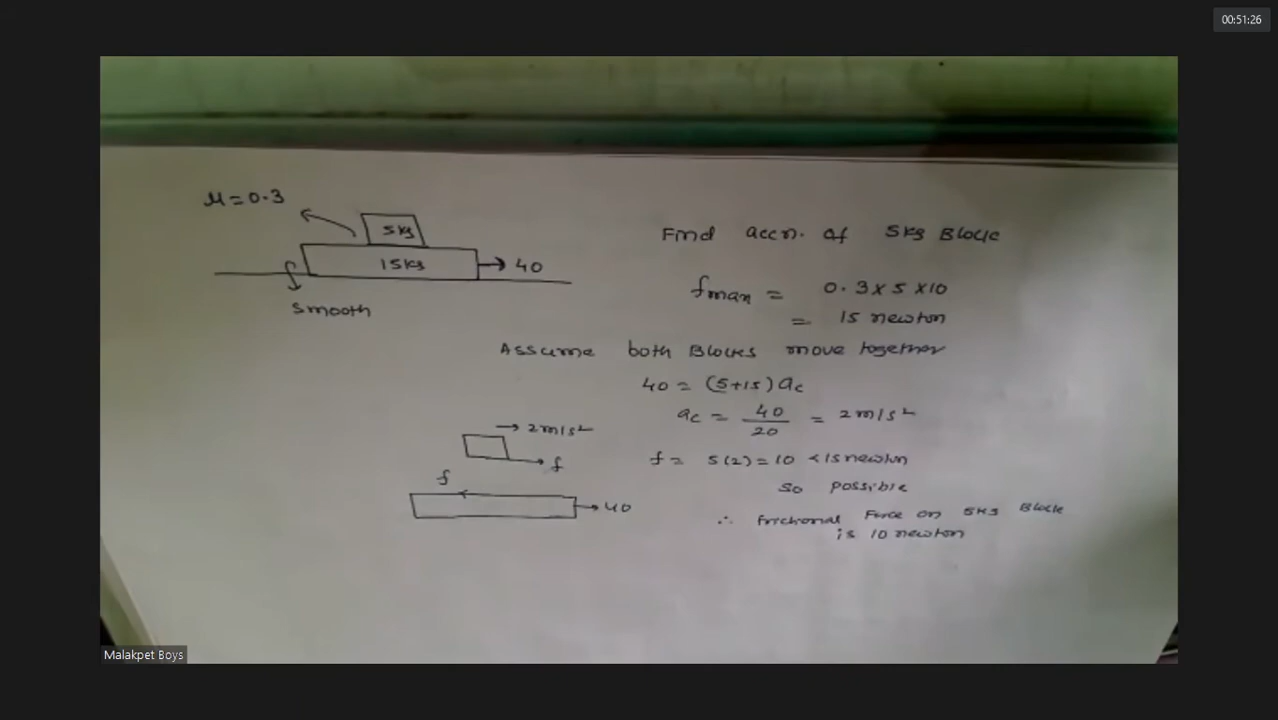 00:51:26
μ = 0.3
5kg
15kg
40
smooth
Find accn. of 5kg Block
fmax = 0.3 x 5 x 10
= 15 newton
Assume both Blocks move together
40 = (5+15) ac
ac = 40/20 = 2 m/s²
2 m/s²
f
f = 5(2) = 10 < 15 newton
f
so possible
40
∴ frictional Force on 5kg Block
is 10 newton
Malakpet Boys